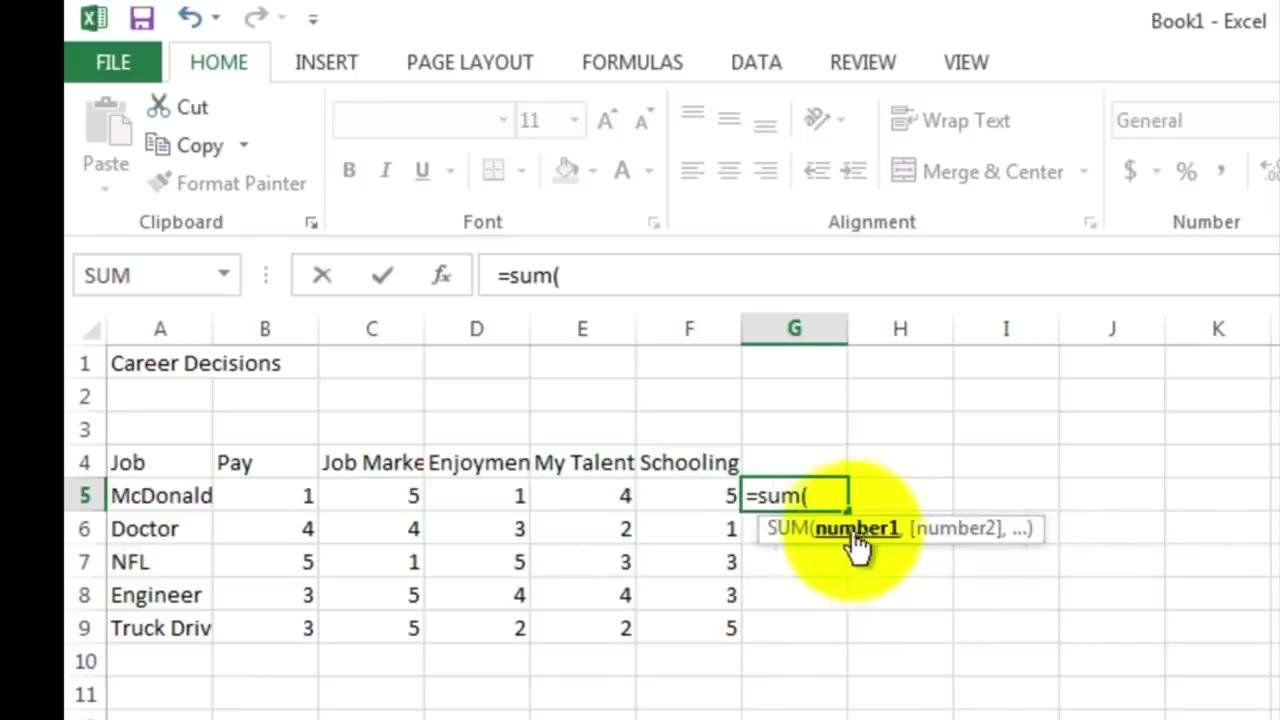 Book1 - Excel
FILE HOME INSERT PAGE LAYOUT FORMULAS DATA REVIEW VIEW
Cut
Copy
Paste
Format Painter
11
B I U A
Wrap Text
Merge & Center
General
$ % ,
Clipboard Font Alignment Number
SUM fx =sum(
A B C D E F G H I J K
1 Career Decisions
2
3
4 Job Pay Job Marke Enjoymen My Talent Schooling
5 McDonald 1 5 1 4 5 =sum(
SUM(number1, [number2], ...)
6 Doctor 4 4 3 2 1
7 NFL 5 1 5 3 3
8 Engineer 3 5 4 4 3
9 Truck Driv 3 5 2 2 5
10
11